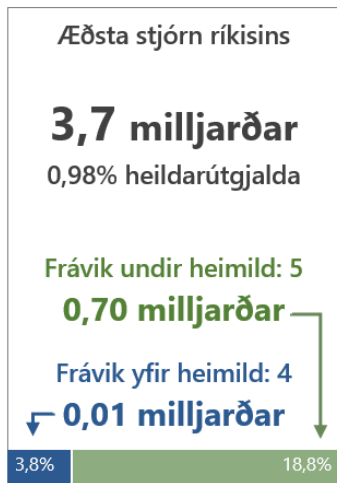 Æðsta stjórn ríkisins
3,7 milljarðar
0,98% heildarútgjalda
Frávik undir heimild: 5
0,70 milljarðar
Frávik yfir heimild: 4
0,01 milljarðar
3,8% 18,8%